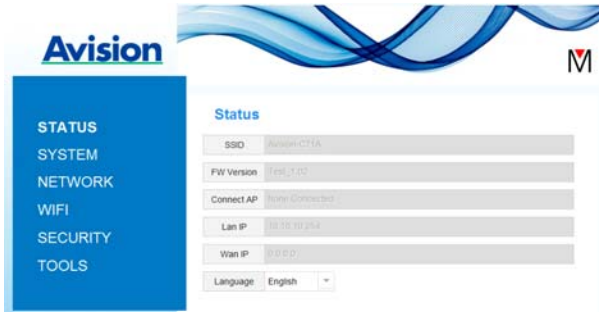 Avision
M
STATUS
SYSTEM
NETWORK
WIFI
SECURITY
TOOLS
Status
SSID Avision-C71A
FW Version Test_1.02
Connect AP None Connected
Lan IP 10.10.10.254
Wan IP 0.0.0.0
Language English